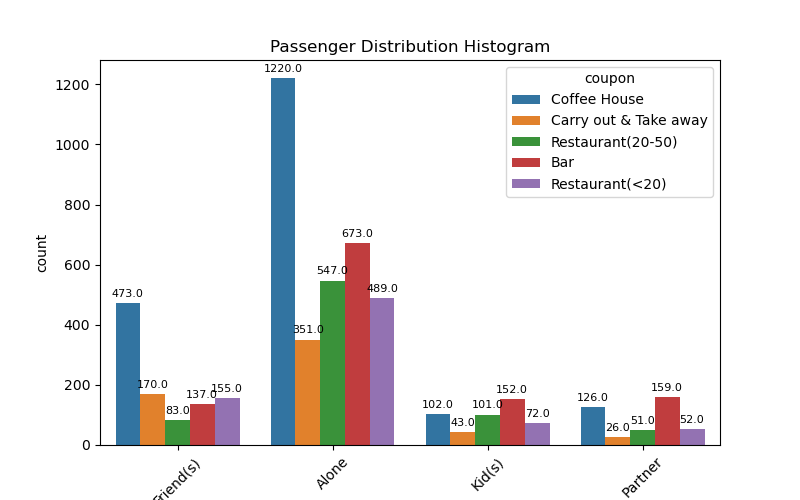 Passenger Distribution Histogram
count
1200
1000
800
600
400
200
0
coupon
Coffee House
Carry out & Take away
Restaurant(20-50)
Bar
Restaurant(<20)
473.0
170.0
83.0
137.0
155.0
1220.0
351.0
547.0
673.0
489.0
102.0
43.0
101.0
152.0
72.0
126.0
26.0
51.0
159.0
52.0
Friend(s)
Alone
Kid(s)
Partner